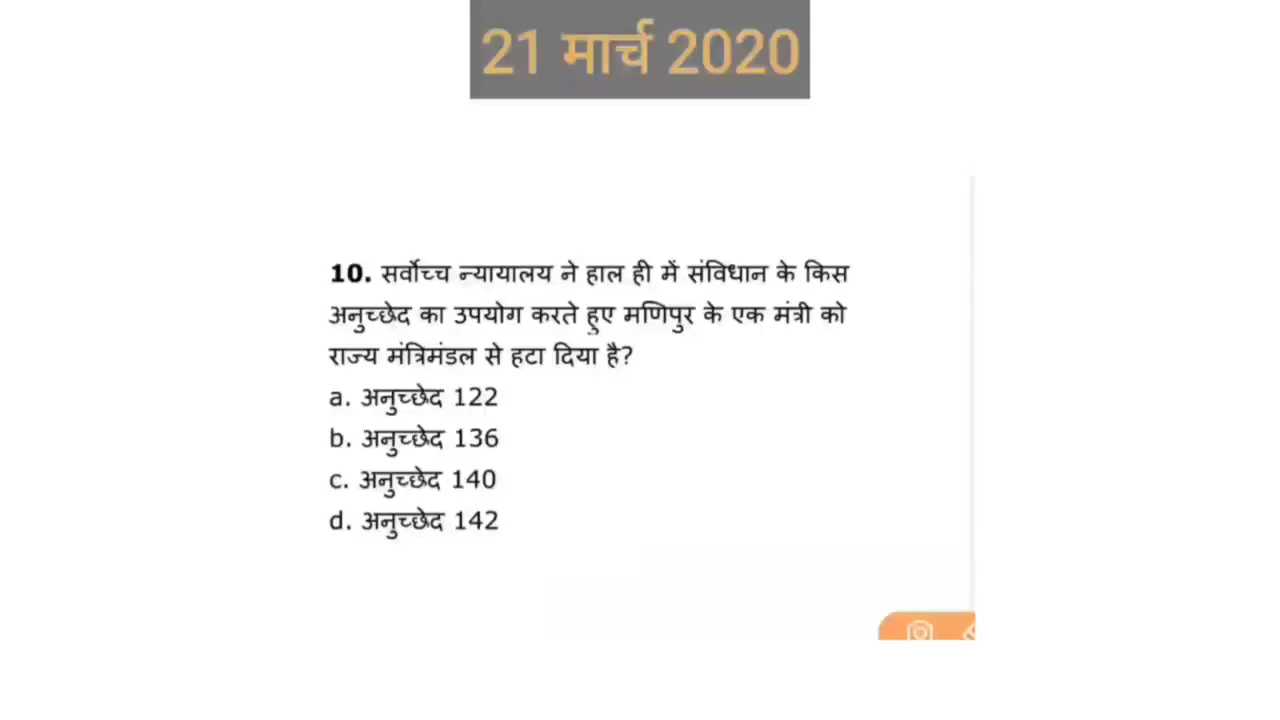 21 मार्च 2020
10. सर्वोच्च न्यायालय ने हाल ही में संविधान के किस
अनुच्छेद का उपयोग करते हुए मणिपुर के एक मंत्री को
राज्य मंत्रिमंडल से हटा दिया है?
a. अनुच्छेद 122
b. अनुच्छेद 136
c. अनुच्छेद 140
d. अनुच्छेद 142